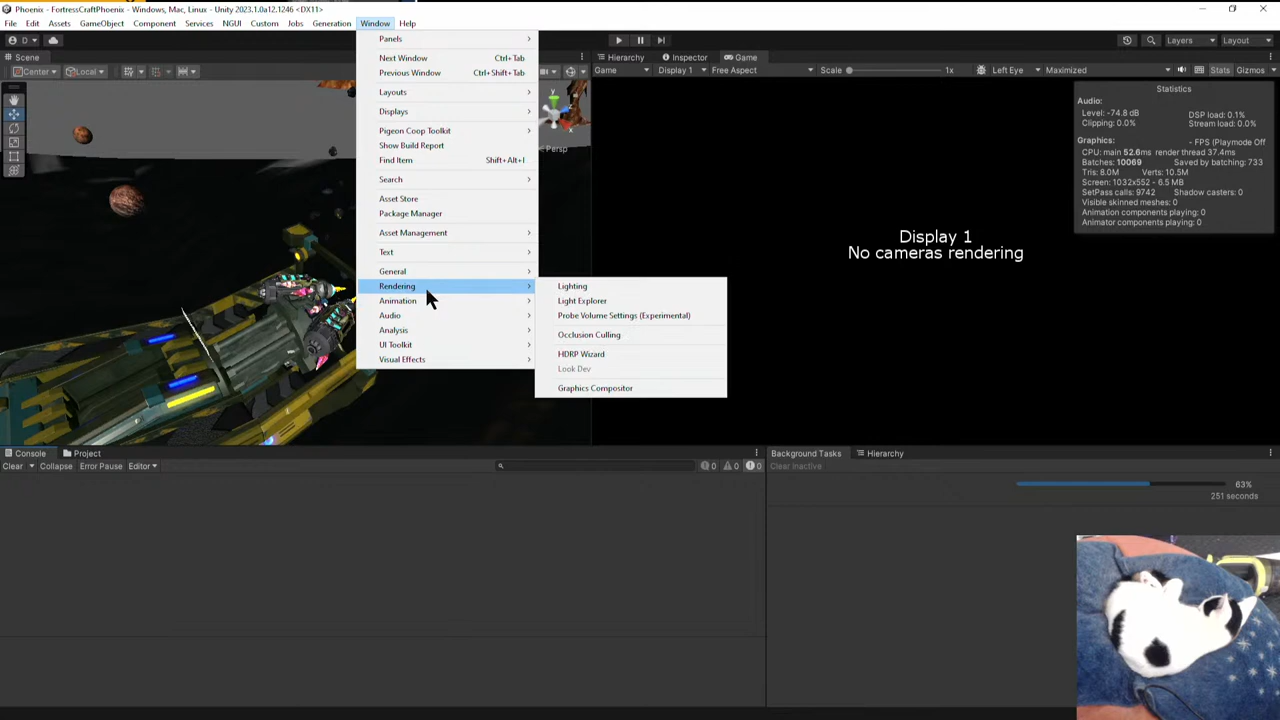 Phoenix - FortressCraftPhoenix - Windows, Mac, Linux - Unity 2023.1.0a12.1246 <DX11>
File Edit Assets GameObject Component Services NGUI Custom Jobs Generation Window Help
D
Layers Layout
Scene
Center Local
y
x
< Persp
Panels
Next Window Ctrl+Tab
Previous Window Ctrl+Shift+Tab
Layouts
Displays
Pigeon Coop Toolkit
Show Build Report
Find Item Shift+Alt+I
Search
Asset Store
Package Manager
Asset Management
Text
General
Rendering
Animation
Audio
Analysis
UI Toolkit
Visual Effects
Lighting
Light Explorer
Probe Volume Settings (Experimental)
Occlusion Culling
HDRP Wizard
Look Dev
Graphics Compositor
Hierarchy Inspector Game
Game Display 1 Free Aspect Scale 1x Left Eye Maximized Stats Gizmos
Statistics
Audio:
Level: -74.8 dB DSP load: 0.1%
Clipping: 0.0% Stream load: 0.0%
Graphics: - FPS (Playmode Off
CPU: main 52.6ms render thread 37.4ms
Batches: 10069 Saved by batching: 733
Tris: 8.0M Verts: 10.5M
Screen: 1032x552 - 6.5 MB
SetPass calls: 9742 Shadow casters: 0
Visible skinned meshes: 0
Animation components playing: 0
Animator components playing: 0
Display 1
No cameras rendering
Console Project
Clear Collapse Error Pause Editor
0 0 0
Background Tasks Hierarchy
Clear Inactive
63%
251 seconds